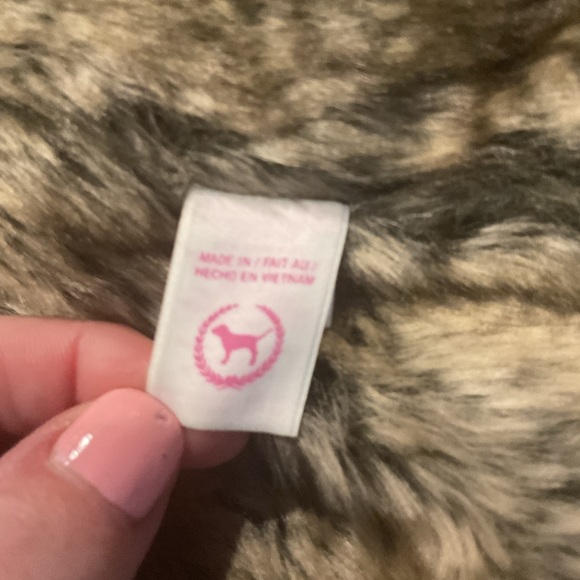 MADE IN / FAIT AU /
HECHO EN VIETNAM